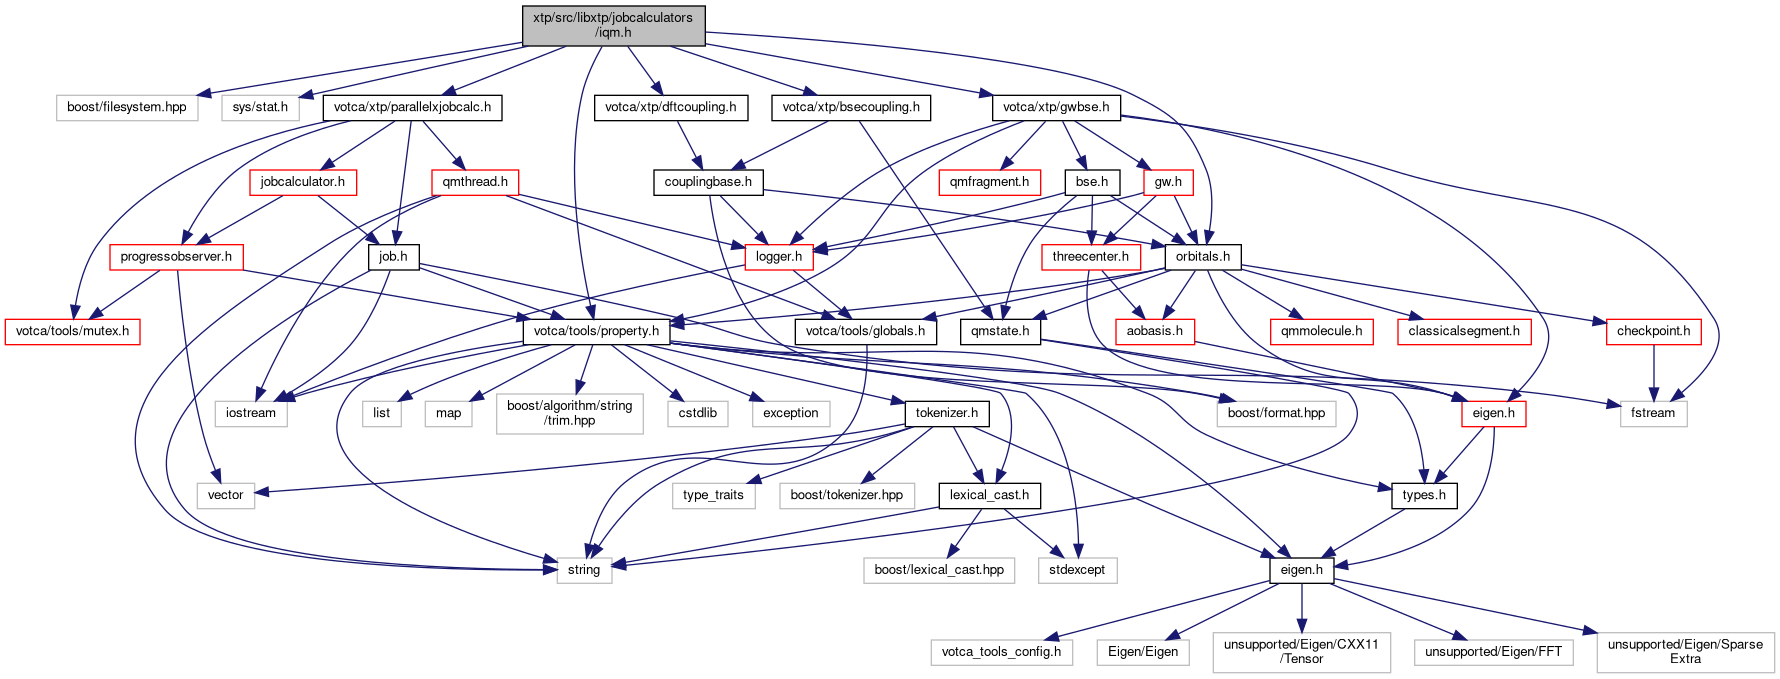 xtp/src/libxtp/jobcalculators
/iqm.h
boost/filesystem.hpp
sys/stat.h
votca/xtp/parallelxjobcalc.h
votca/xtp/dftcoupling.h
votca/xtp/bsecoupling.h
votca/xtp/gwbse.h
jobcalculator.h
qmthread.h
couplingbase.h
qmfragment.h
bse.h
gw.h
progressobserver.h
job.h
logger.h
threecenter.h
orbitals.h
votca/tools/mutex.h
votca/tools/property.h
votca/tools/globals.h
qmstate.h
aobasis.h
qmmolecule.h
classicalsegment.h
checkpoint.h
iostream
list
map
boost/algorithm/string
/trim.hpp
cstdlib
exception
tokenizer.h
boost/format.hpp
eigen.h
fstream
vector
type_traits
boost/tokenizer.hpp
lexical_cast.h
types.h
string
boost/lexical_cast.hpp
stdexcept
eigen.h
votca_tools_config.h
Eigen/Eigen
unsupported/Eigen/CXX11
/Tensor
unsupported/Eigen/FFT
unsupported/Eigen/Sparse
Extra